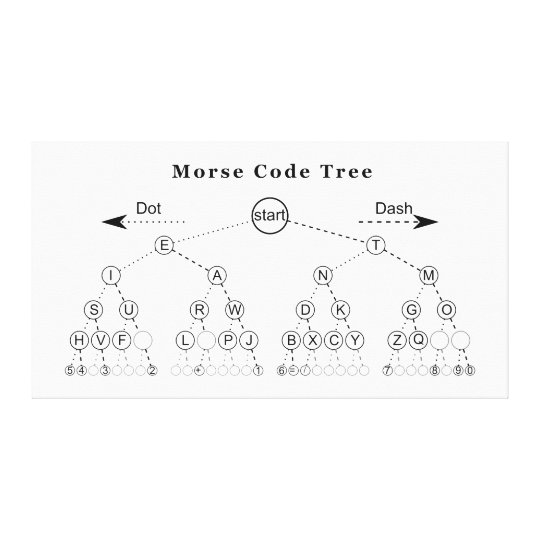 Morse Code Tree
Dot start Dash
E T
I A N M
S U R W D K G O
H V F L P J B X C Y Z Q
5 4 3 2 + 1 6 = / 7 8 9 0